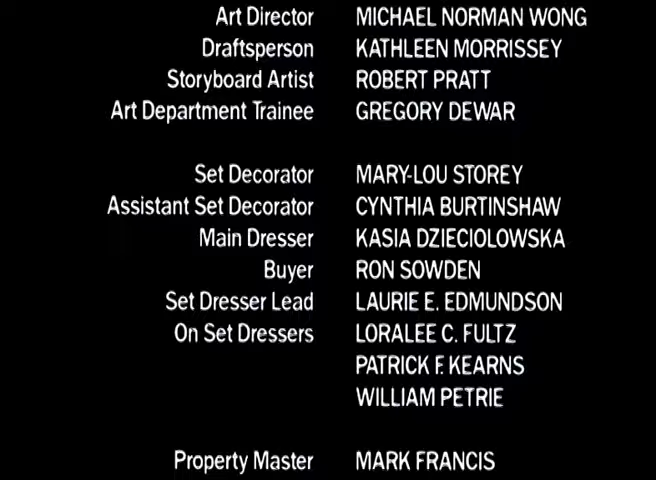 Art Director MICHAEL NORMAN WONG
Draftsperson KATHLEEN MORRISSEY
Storyboard Artist ROBERT PRATT
Art Department Trainee GREGORY DEWAR
Set Decorator MARY-LOU STOREY
Assistant Set Decorator CYNTHIA BURTINSHAW
Main Dresser KASIA DZIECIOLOWSKA
Buyer RON SOWDEN
Set Dresser Lead LAURIE E. EDMUNDSON
On Set Dressers LORALEE C. FULTZ
PATRICK F. KEARNS
WILLIAM PETRIE
Property Master MARK FRANCIS